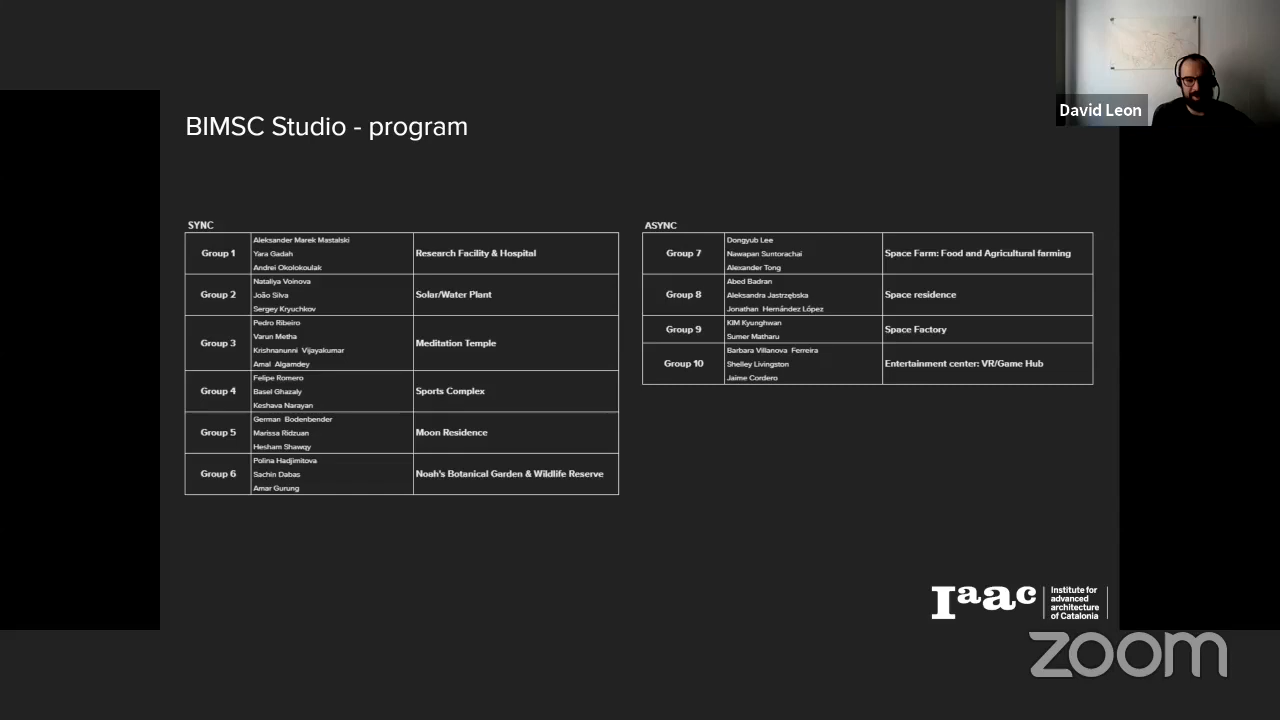 David Leon
BIMSC Studio - program
SYNC
Group 1
Aleksander Marek Mastalski
Yara Gadah
Andrei Okolokoulak
Research Facility & Hospital
Group 2
Nataliya Voinova
João Silva
Sergey Kryuchkov
Solar/Water Plant
Group 3
Pedro Ribeiro
Varun Metha
Krishnanunni Vijayakumar
Amal Algamdey
Meditation Temple
Group 4
Felipe Romero
Basel Ghazaly
Keshava Narayan
Sports Complex
Group 5
German Bodenbender
Marissa Ridzuan
Hesham Shawqy
Moon Residence
Group 6
Polina Hadjimitova
Sachin Dabas
Amar Gurung
Noah's Botanical Garden & Wildlife Reserve
ASYNC
Group 7
Dongyub Lee
Nawapan Suntorachai
Alexander Tong
Space Farm: Food and Agricultural farming
Group 8
Abed Badran
Aleksandra Jastrzębska
Jonathan Hernández López
Space residence
Group 9
KIM Kyunghwan
Sumer Matharu
Space Factory
Group 10
Barbara Villanova Ferreira
Shelley Livingston
Jaime Cordero
Entertainment center: VR/Game Hub
Iaac
Institute for
advanced
architecture
of Catalonia
zoom